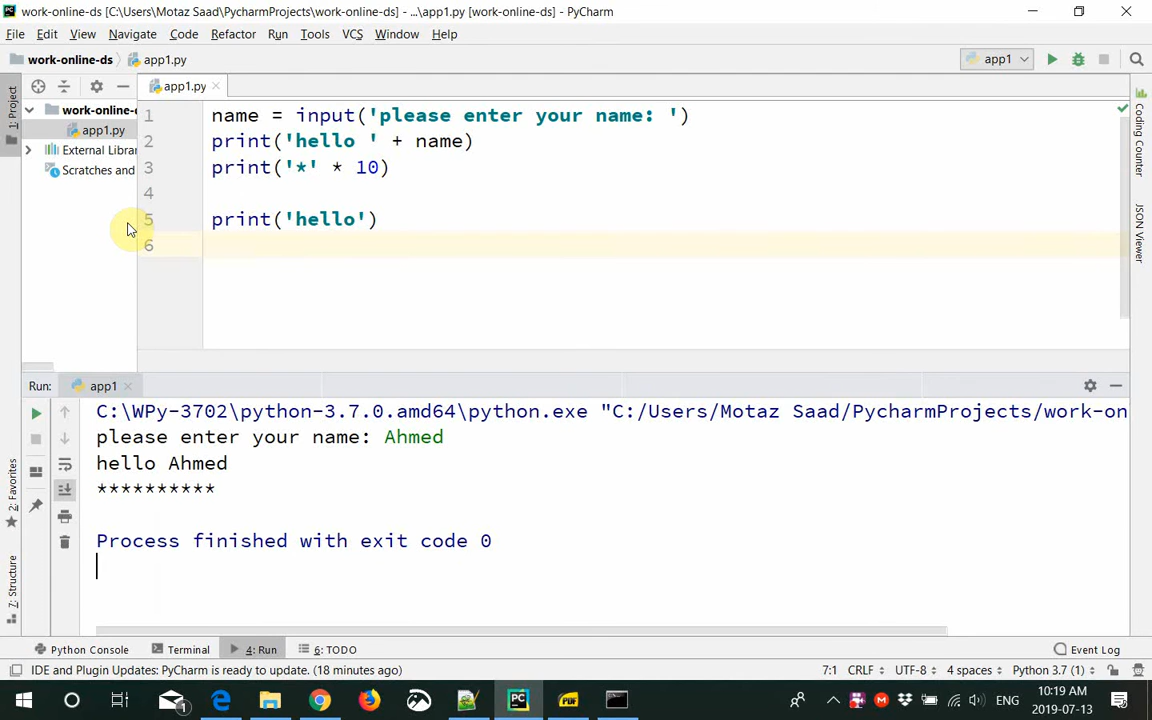 work-online-ds [C:\Users\Motaz Saad\PycharmProjects\work-online-ds] - ...\app1.py [work-online-ds] - PyCharm
File Edit View Navigate Code Refactor Run Tools VCS Window Help
work-online-ds app1.py
app1
app1.py
1: Project
work-online-d
app1.py
External Librar
Scratches and
1 name = input('please enter your name: ')
2 print('hello ' + name)
3 print('*' * 10)
4
5 print('hello')
6
Coding Counter
JSON Viewer
Run: app1
C:\WPy-3702\python-3.7.0.amd64\python.exe "C:/Users/Motaz Saad/PycharmProjects/work-on
please enter your name: Ahmed
hello Ahmed
**********
Process finished with exit code 0
2: Favorites
7: Structure
Python Console Terminal 4: Run 6: TODO Event Log
IDE and Plugin Updates: PyCharm is ready to update. (18 minutes ago) 7:1 CRLF UTF-8 4 spaces Python 3.7 (1)
1
PC
PDF
ENG
10:19 AM
2019-07-13